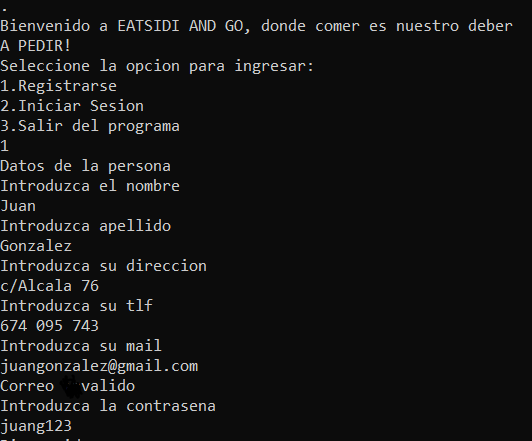 .
Bienvenido a EATSIDI AND GO, donde comer es nuestro deber
A PEDIR!
Seleccione la opcion para ingresar:
1.Registrarse
2.Iniciar Sesion
3.Salir del programa
1
Datos de la persona
Introduzca el nombre
Juan
Introduzca apellido
Gonzalez
Introduzca su direccion
c/Alcala 76
Introduzca su tlf
674 095 743
Introduzca su mail
juangonzalez@gmail.com
Correo valido
Introduzca la contrasena
juang123